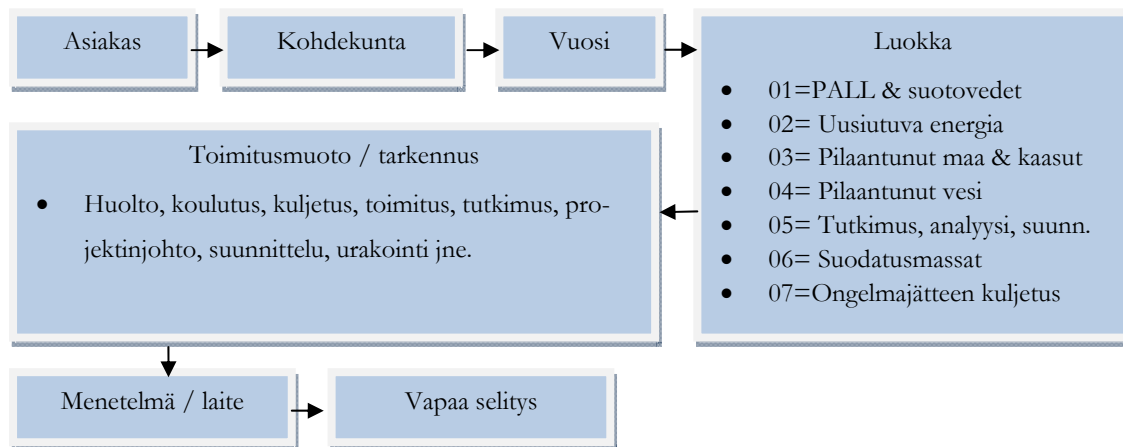 Asiakas
Kohdekunta
Vuosi
Luokka
• 01=PALL & suotovedet
• 02= Uusiutuva energia
• 03= Pilaantunut maa & kaasut
• 04= Pilaantunut vesi
• 05= Tutkimus, analyysi, suunn.
• 06= Suodatusmassat
• 07=Ongelmajätteen kuljetus
Toimitusmuoto / tarkennus
• Huolto, koulutus, kuljetus, toimitus, tutkimus, pro-
jektinjohto, suunnittelu, urakointi jne.
Menetelmä / laite
Vapaa selitys